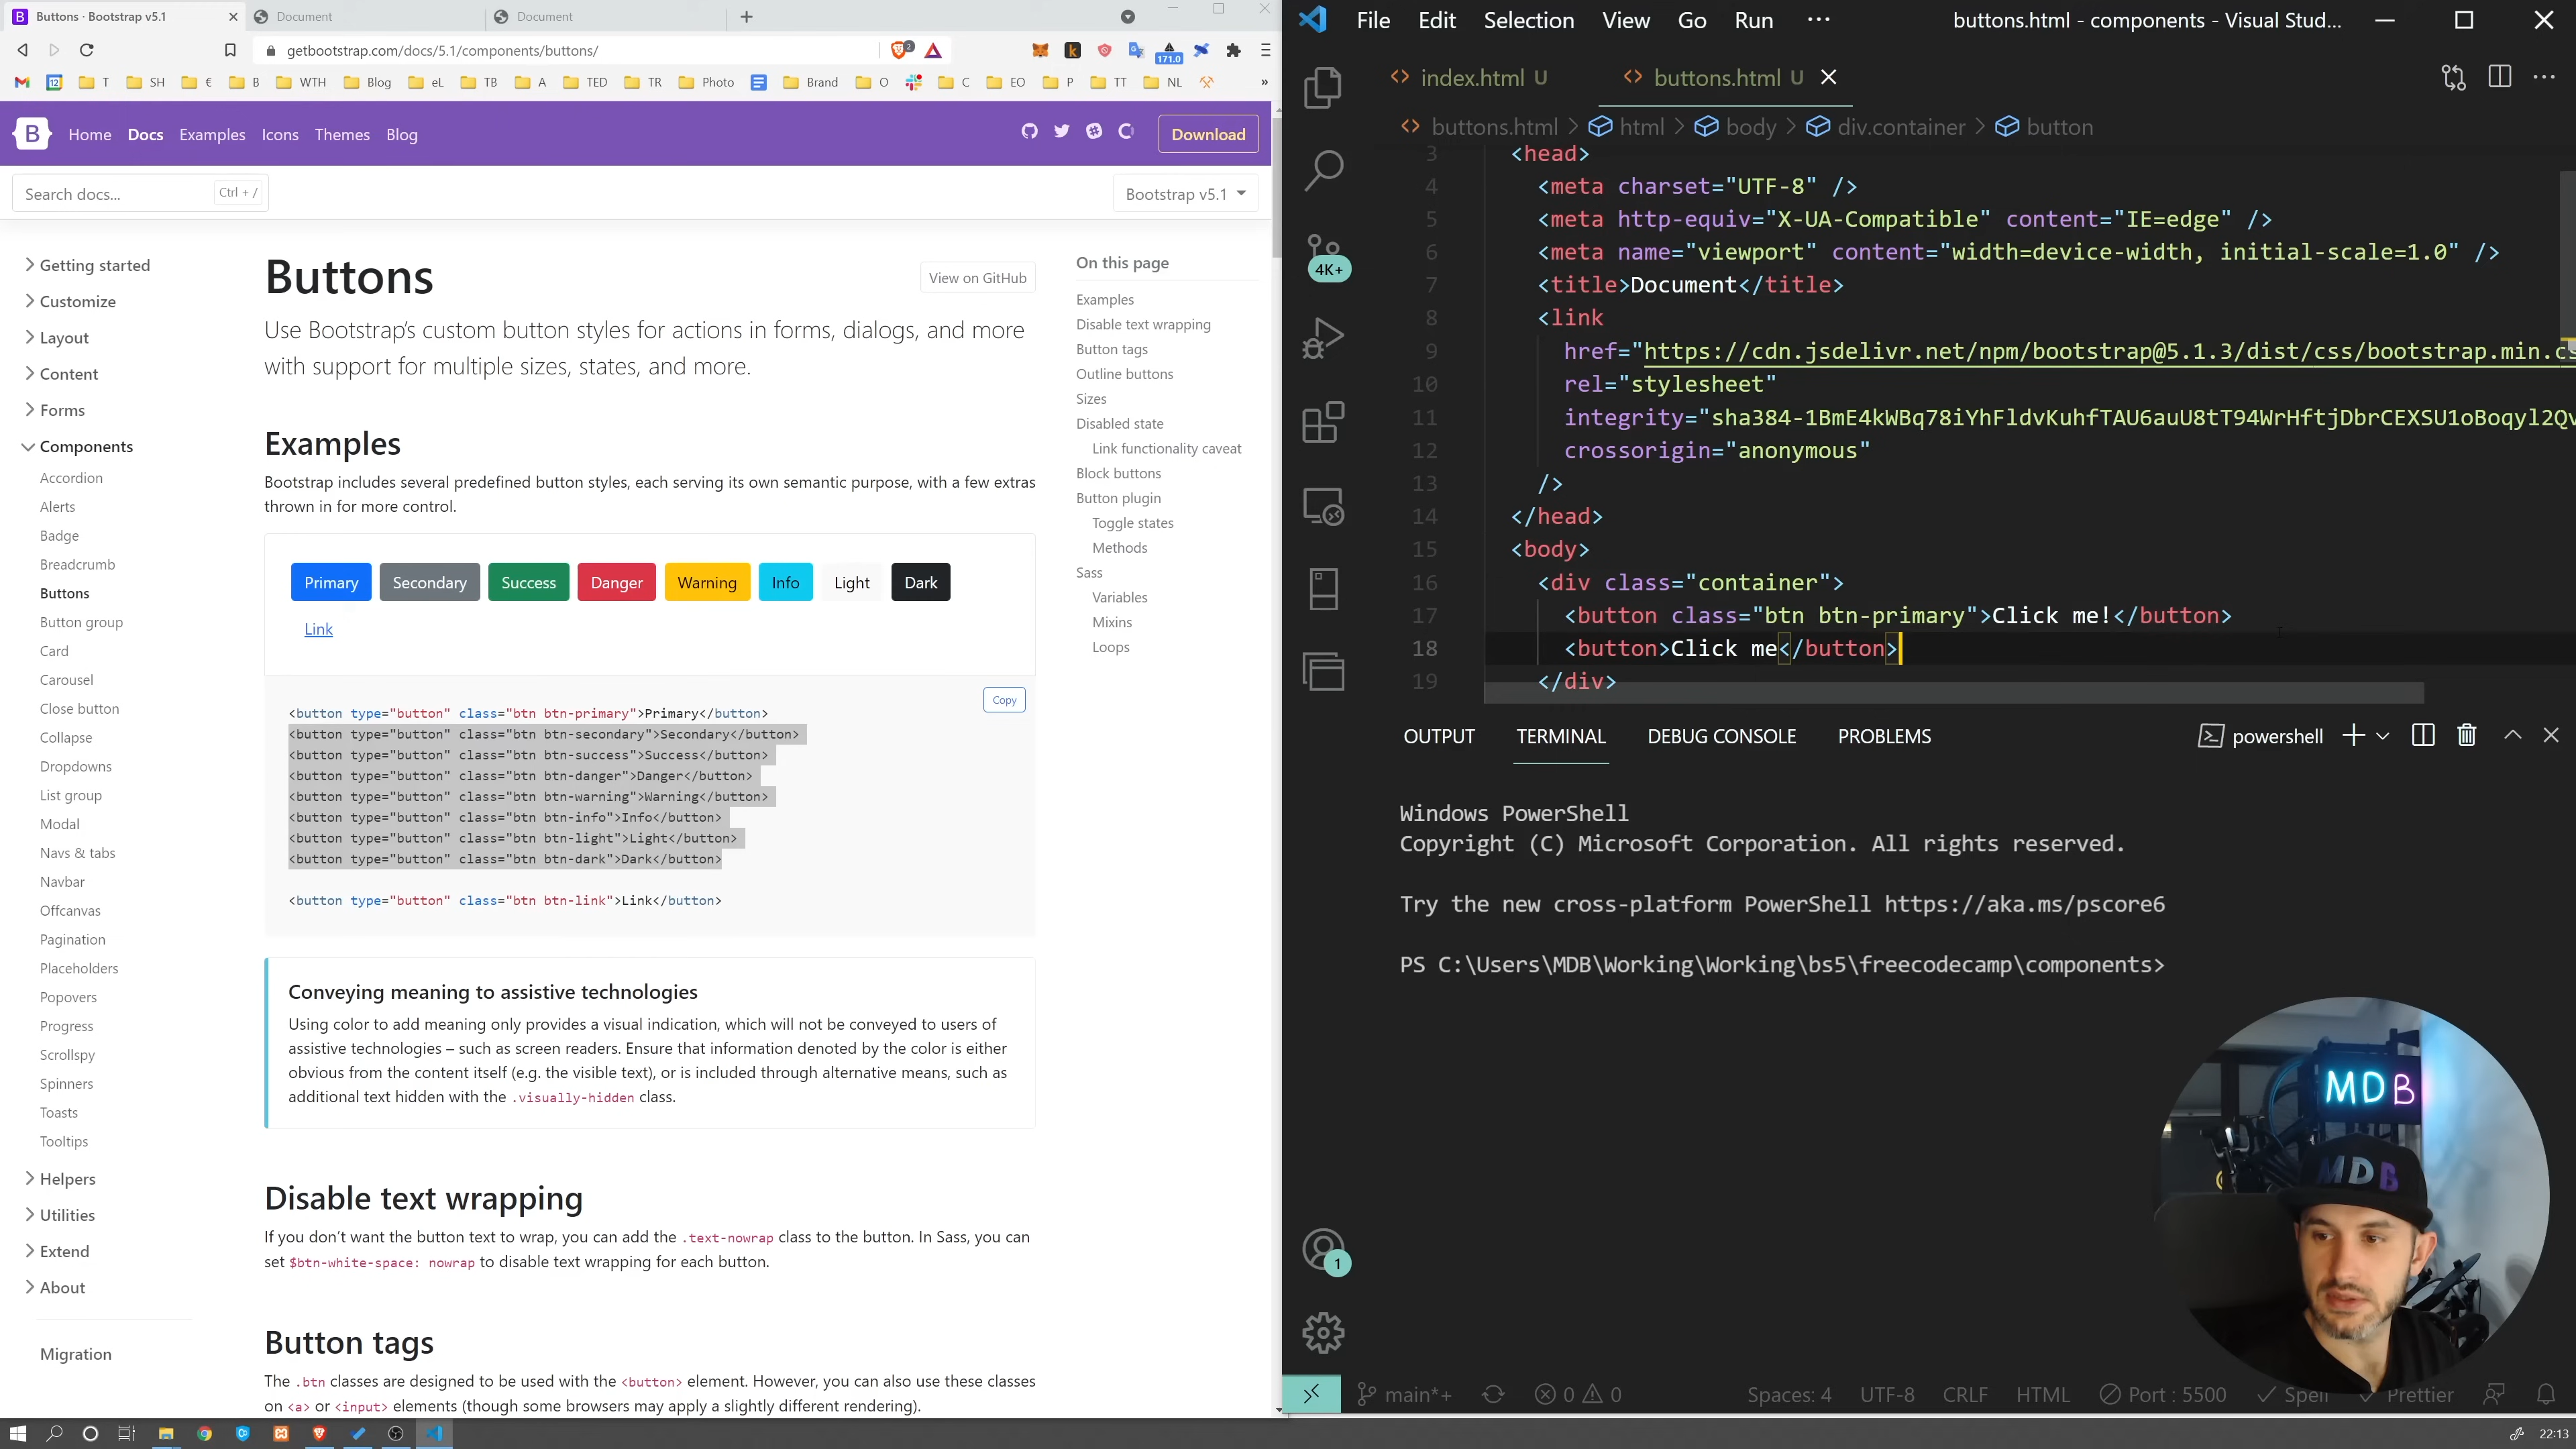 Buttons · Bootstrap v5.1
Document
Document
getbootstrap.com/docs/5.1/components/buttons/
2
171.0
12
T
SH
€
B
WTH
Blog
eL
TB
A
TED
TR
Photo
Brand
O
C
EO
P
TT
NL
»
B
Home
Docs
Examples
Icons
Themes
Blog
Download
Search docs...
Ctrl + /
Bootstrap v5.1
Getting started
Customize
Layout
Content
Forms
Components
Accordion
Alerts
Badge
Breadcrumb
Buttons
Button group
Card
Carousel
Close button
Collapse
Dropdowns
List group
Modal
Navs & tabs
Navbar
Offcanvas
Pagination
Placeholders
Popovers
Progress
Scrollspy
Spinners
Toasts
Tooltips
Helpers
Utilities
Extend
About
Migration
Buttons
View on GitHub
Use Bootstrap's custom button styles for actions in forms, dialogs, and more
with support for multiple sizes, states, and more.
Examples
Bootstrap includes several predefined button styles, each serving its own semantic purpose, with a few extras
thrown in for more control.
Primary
Secondary
Success
Danger
Warning
Info
Light
Dark
Link
Copy
<button type="button" class="btn btn-primary">Primary</button>
<button type="button" class="btn btn-secondary">Secondary</button>
<button type="button" class="btn btn-success">Success</button>
<button type="button" class="btn btn-danger">Danger</button>
<button type="button" class="btn btn-warning">Warning</button>
<button type="button" class="btn btn-info">Info</button>
<button type="button" class="btn btn-light">Light</button>
<button type="button" class="btn btn-dark">Dark</button>
<button type="button" class="btn btn-link">Link</button>
Conveying meaning to assistive technologies
Using color to add meaning only provides a visual indication, which will not be conveyed to users of
assistive technologies – such as screen readers. Ensure that information denoted by the color is either
obvious from the content itself (e.g. the visible text), or is included through alternative means, such as
additional text hidden with the .visually-hidden class.
Disable text wrapping
If you don't want the button text to wrap, you can add the .text-nowrap class to the button. In Sass, you can
set $btn-white-space: nowrap to disable text wrapping for each button.
Button tags
The .btn classes are designed to be used with the <button> element. However, you can also use these classes
on <a> or <input> elements (though some browsers may apply a slightly different rendering).
On this page
Examples
Disable text wrapping
Button tags
Outline buttons
Sizes
Disabled state
Link functionality caveat
Block buttons
Button plugin
Toggle states
Methods
Sass
Variables
Mixins
Loops
File
Edit
Selection
View
Go
Run
···
buttons.html - components - Visual Stud...
index.html U
buttons.html U
buttons.html > html > body > div.container > button
4K+
3 <head>
4 <meta charset="UTF-8" />
5 <meta http-equiv="X-UA-Compatible" content="IE=edge" />
6 <meta name="viewport" content="width=device-width, initial-scale=1.0" />
7 <title>Document</title>
8 <link
9 href="https://cdn.jsdelivr.net/npm/bootstrap@5.1.3/dist/css/bootstrap.min.cs
10 rel="stylesheet"
11 integrity="sha384-1BmE4kWBq78iYhFldvKuhfTAU6auU8tT94WrHftjDbrCEXSU1oBoqyl2Qv
12 crossorigin="anonymous"
13 />
14 </head>
15 <body>
16 <div class="container">
17 <button class="btn btn-primary">Click me!</button>
18 <button>Click me</button>
19 </div>
OUTPUT
TERMINAL
DEBUG CONSOLE
PROBLEMS
powershell
Windows PowerShell
Copyright (C) Microsoft Corporation. All rights reserved.
Try the new cross-platform PowerShell https://aka.ms/pscore6
PS C:\Users\MDB\Working\Working\bs5\freecodecamp\components>
MDB
MDB
1
main*+
0
0
Spaces: 4
UTF-8
CRLF
HTML
Port : 5500
Spell
Prettier
22:13